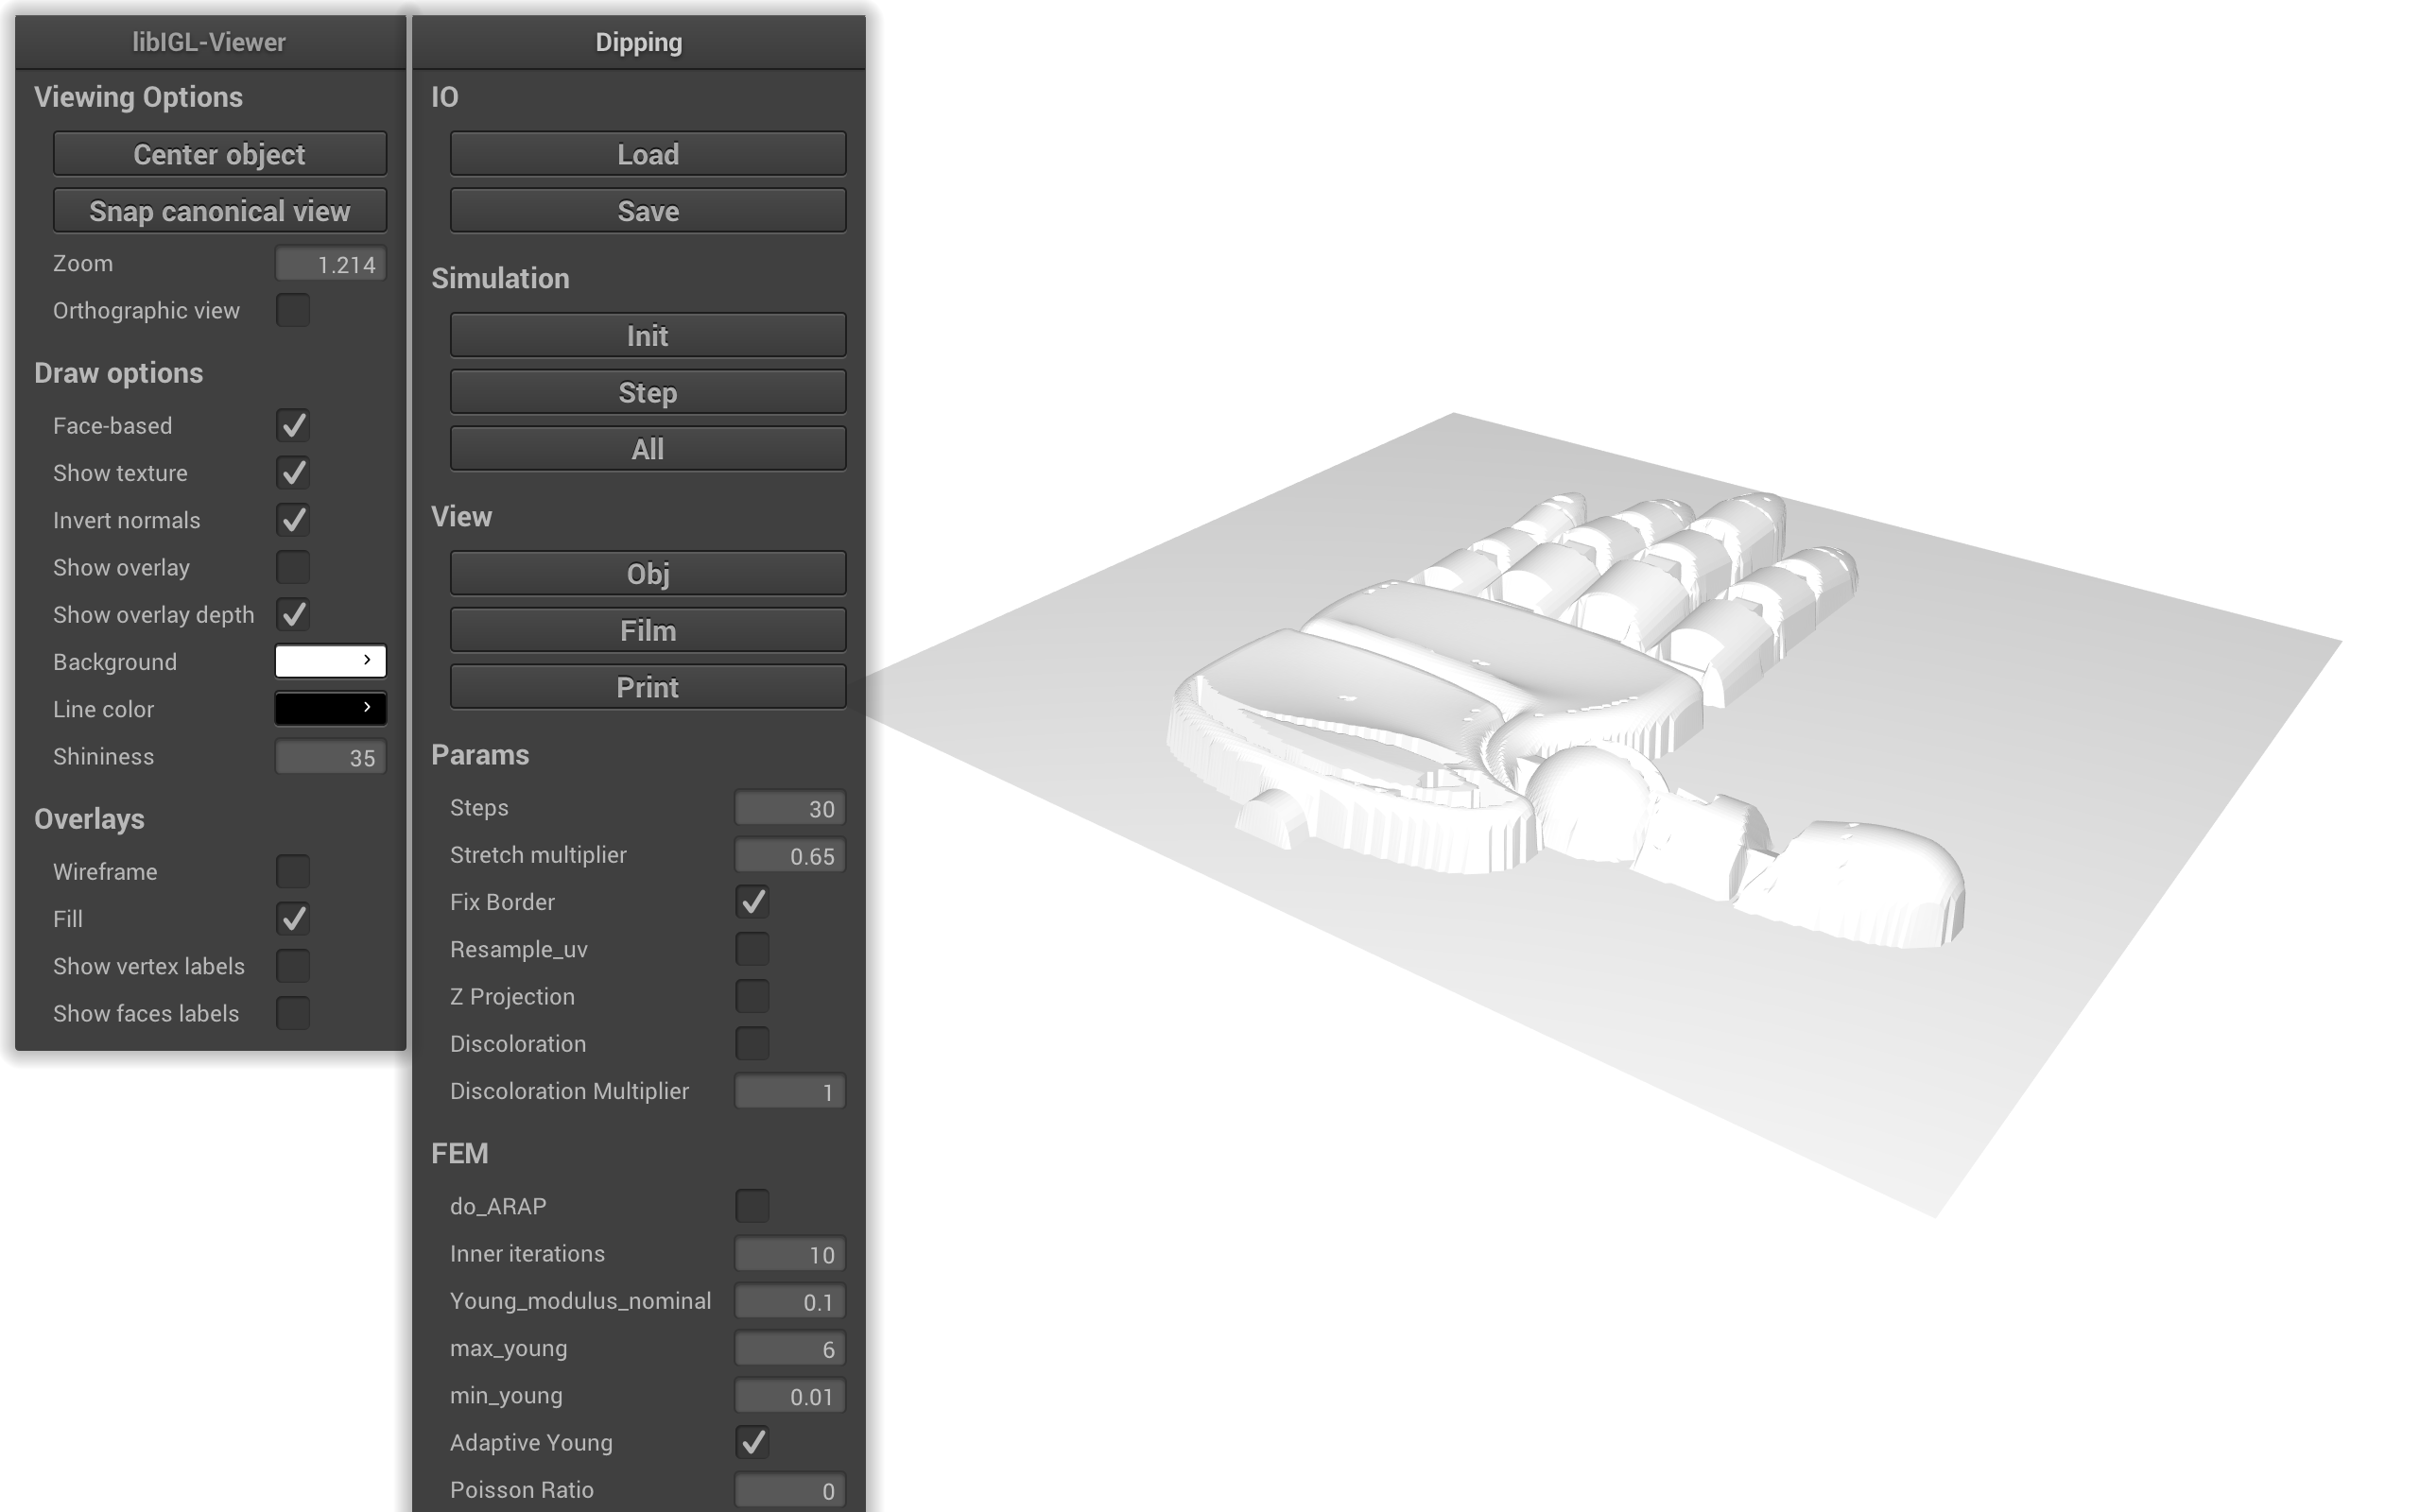 libIGL-Viewer
Viewing Options
Center object
Snap canonical view
Zoom 1.214
Orthographic view
Draw options
Face-based
Show texture
Invert normals
Show overlay
Show overlay depth
Background
Line color
Shininess 35
Overlays
Wireframe
Fill
Show vertex labels
Show faces labels
Dipping
IO
Load
Save
Simulation
Init
Step
All
View
Obj
Film
Print
Params
Steps 30
Stretch multiplier 0.65
Fix Border
Resample_uv
Z Projection
Discoloration
Discoloration Multiplier 1
FEM
do_ARAP
Inner iterations 10
Young_modulus_nominal 0.1
max_young 6
min_young 0.01
Adaptive Young
Poisson Ratio 0